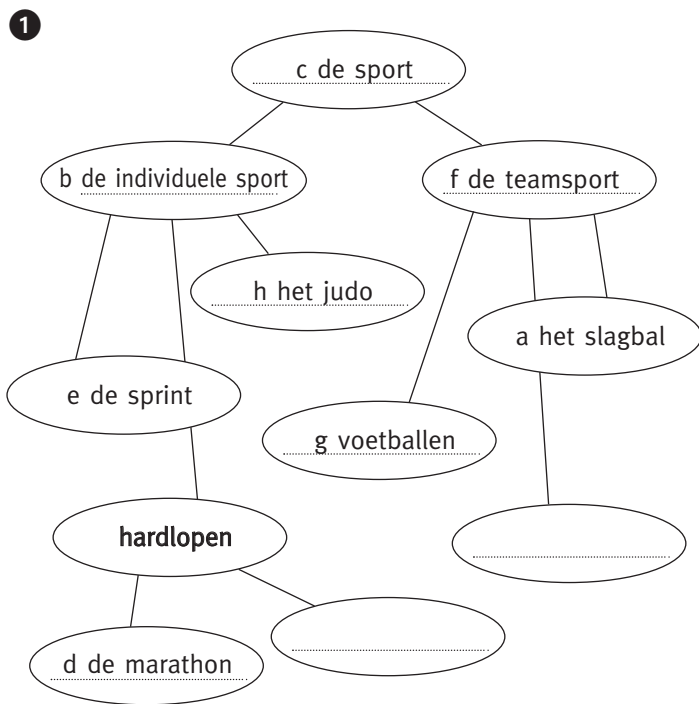 1
c de sport
b de individuele sport
f de teamsport
h het judo
a het slagbal
e de sprint
g voetballen
hardlopen
d de marathon